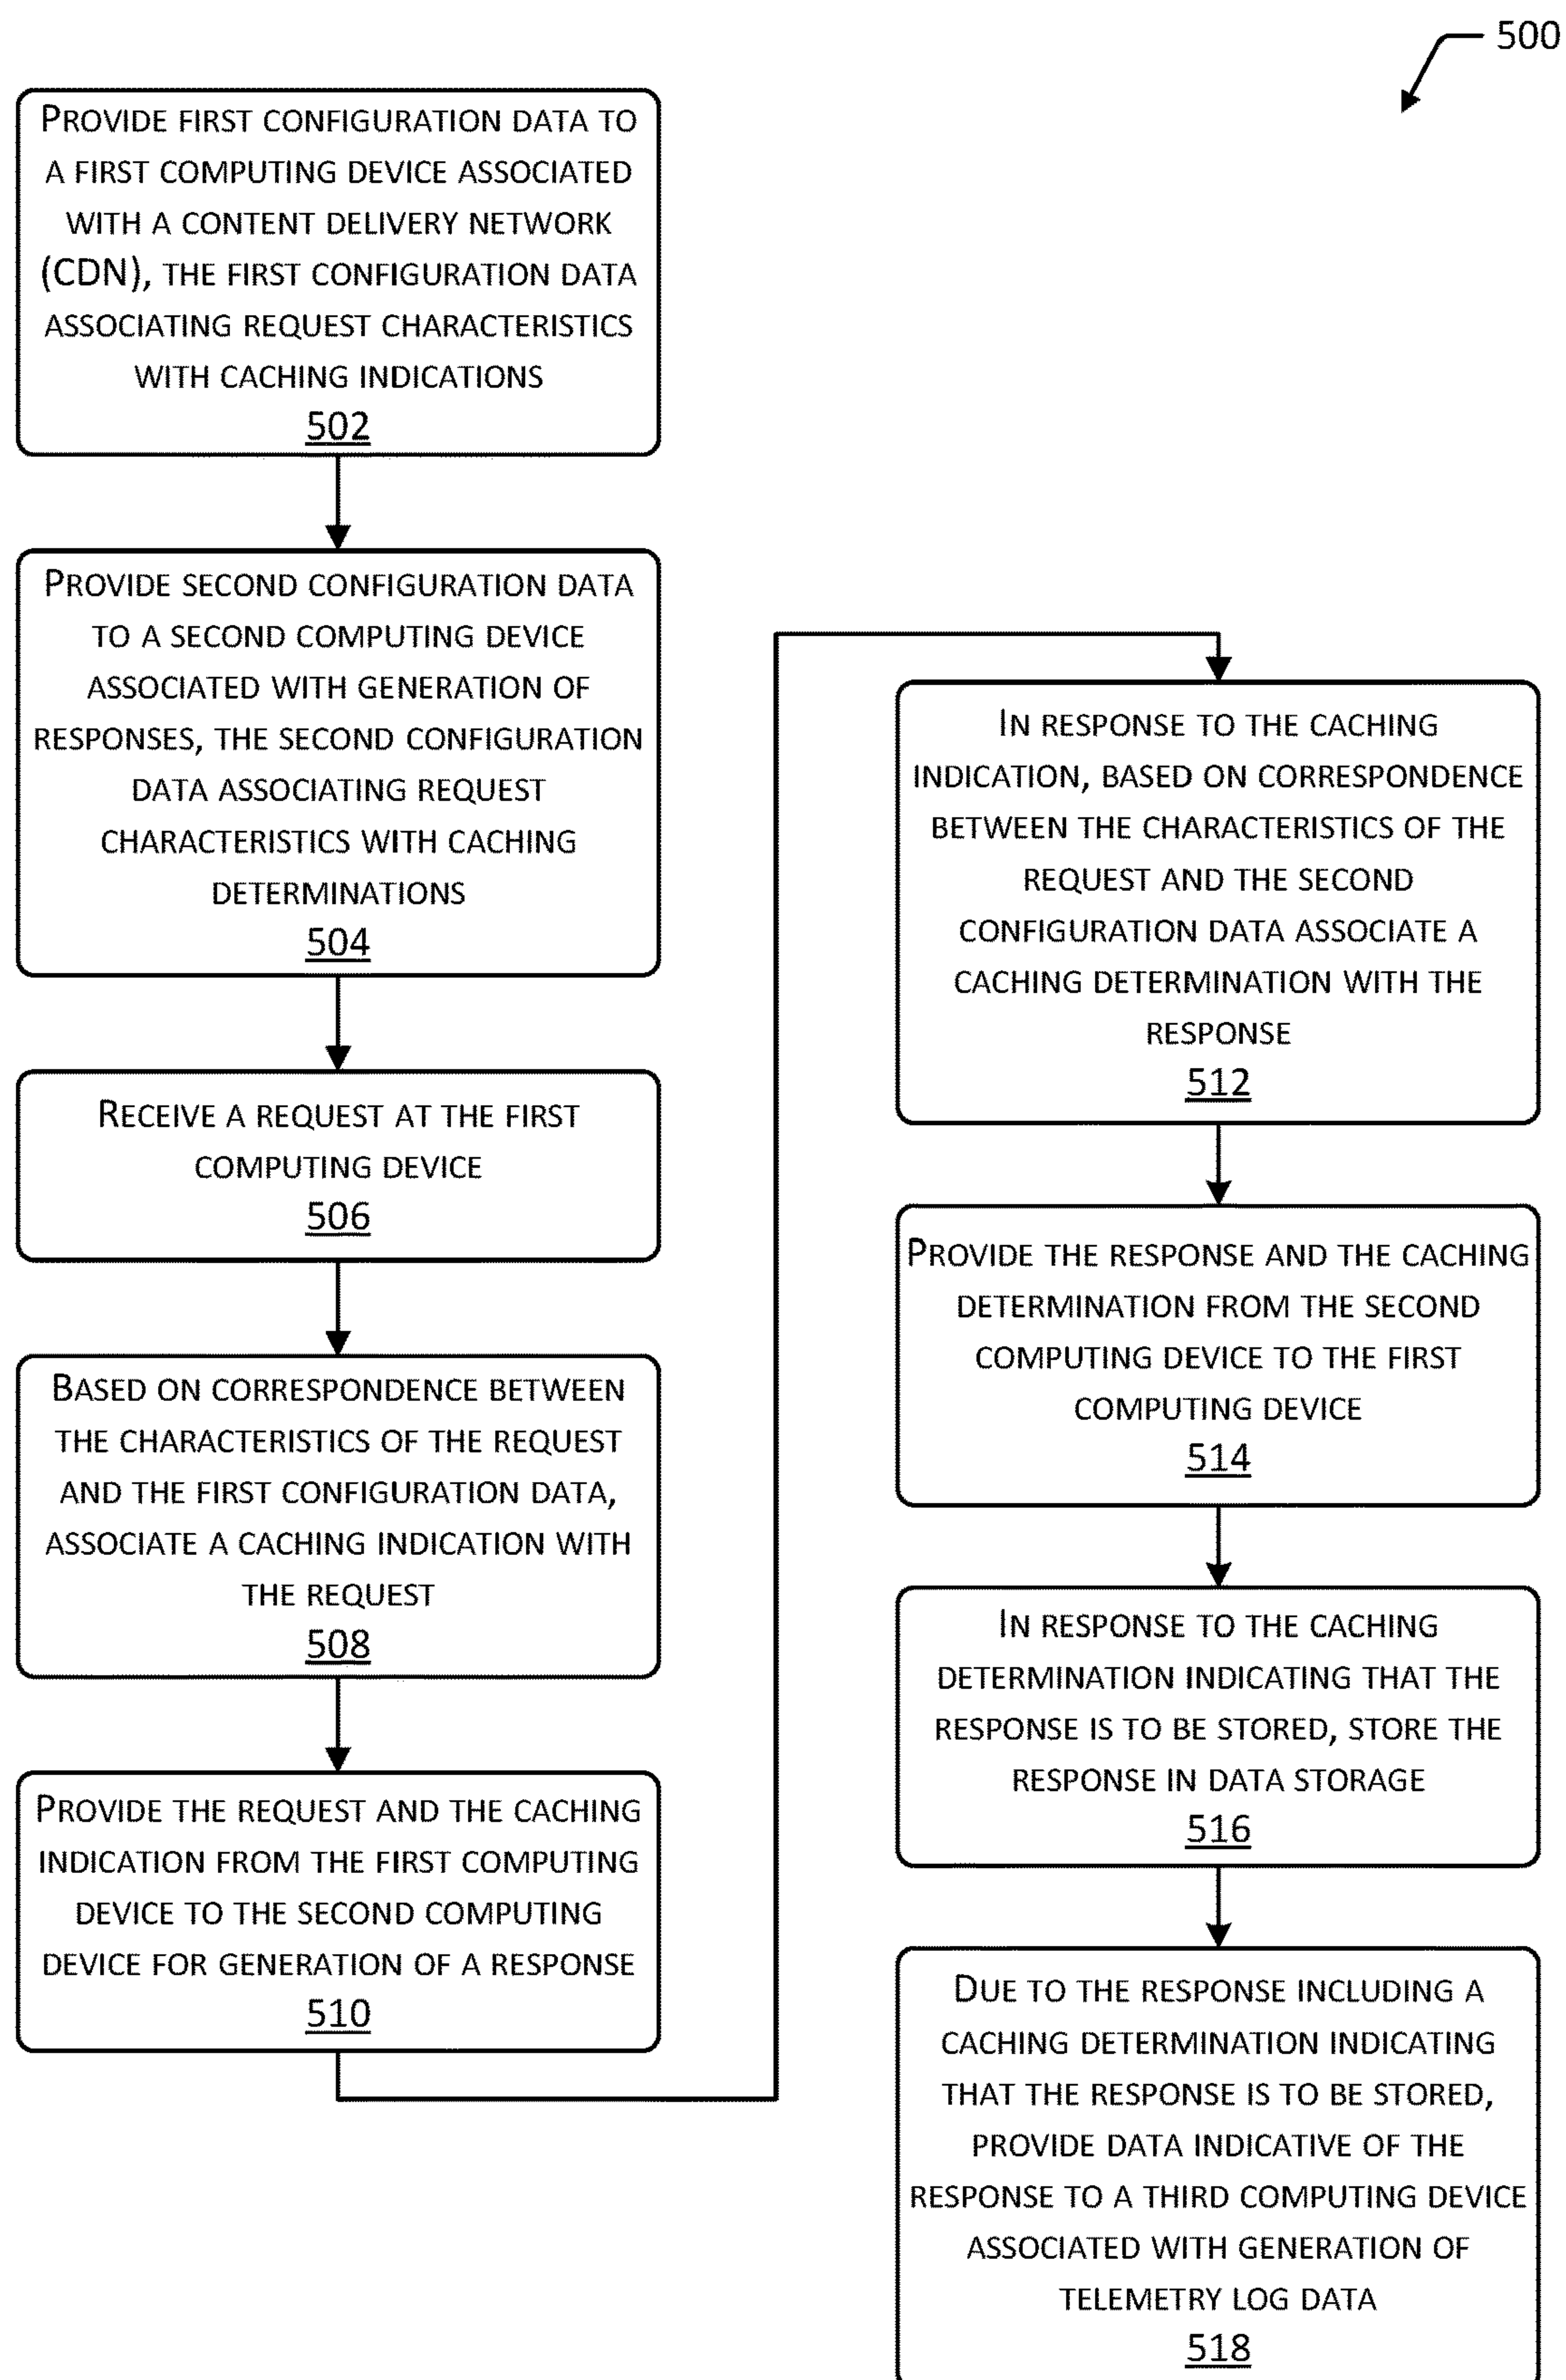 500
PROVIDE FIRST CONFIGURATION DATA TO
A FIRST COMPUTING DEVICE ASSOCIATED
WITH A CONTENT DELIVERY NETWORK
(CDN), THE FIRST CONFIGURATION DATA
ASSOCIATING REQUEST CHARACTERISTICS
WITH CACHING INDICATIONS
502
PROVIDE SECOND CONFIGURATION DATA
TO A SECOND COMPUTING DEVICE
ASSOCIATED WITH GENERATION OF
RESPONSES, THE SECOND CONFIGURATION
DATA ASSOCIATING REQUEST
CHARACTERISTICS WITH CACHING
DETERMINATIONS
504
RECEIVE A REQUEST AT THE FIRST
COMPUTING DEVICE
506
BASED ON CORRESPONDENCE BETWEEN
THE CHARACTERISTICS OF THE REQUEST
AND THE FIRST CONFIGURATION DATA,
ASSOCIATE A CACHING INDICATION WITH
THE REQUEST
508
PROVIDE THE REQUEST AND THE CACHING
INDICATION FROM THE FIRST COMPUTING
DEVICE TO THE SECOND COMPUTING
DEVICE FOR GENERATION OF A RESPONSE
510
IN RESPONSE TO THE CACHING
INDICATION, BASED ON CORRESPONDENCE
BETWEEN THE CHARACTERISTICS OF THE
REQUEST AND THE SECOND
CONFIGURATION DATA ASSOCIATE A
CACHING DETERMINATION WITH THE
RESPONSE
512
PROVIDE THE RESPONSE AND THE CACHING
DETERMINATION FROM THE SECOND
COMPUTING DEVICE TO THE FIRST
COMPUTING DEVICE
514
IN RESPONSE TO THE CACHING
DETERMINATION INDICATING THAT THE
RESPONSE IS TO BE STORED, STORE THE
RESPONSE IN DATA STORAGE
516
DUE TO THE RESPONSE INCLUDING A
CACHING DETERMINATION INDICATING
THAT THE RESPONSE IS TO BE STORED,
PROVIDE DATA INDICATIVE OF THE
RESPONSE TO A THIRD COMPUTING DEVICE
ASSOCIATED WITH GENERATION OF
TELEMETRY LOG DATA
518